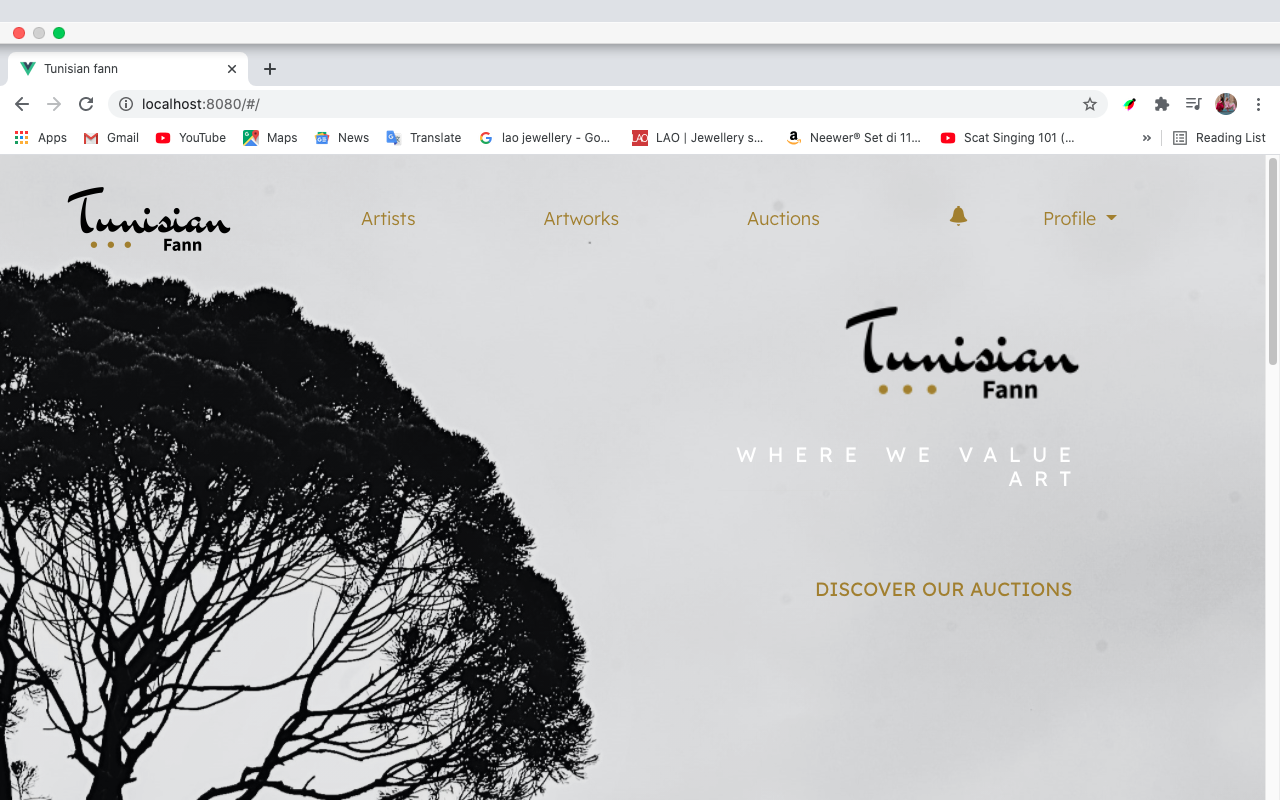 Tunisian fann
localhost:8080/#/
Apps Gmail YouTube Maps News Translate lao jewellery - Go... LAO | Jewellery s... Neewer® Set di 11... Scat Singing 101 (... » Reading List
Tunisian
Fann
Artists Artworks Auctions Profile
Tunisian
Fann
WHERE WE VALUE
ART
DISCOVER OUR AUCTIONS